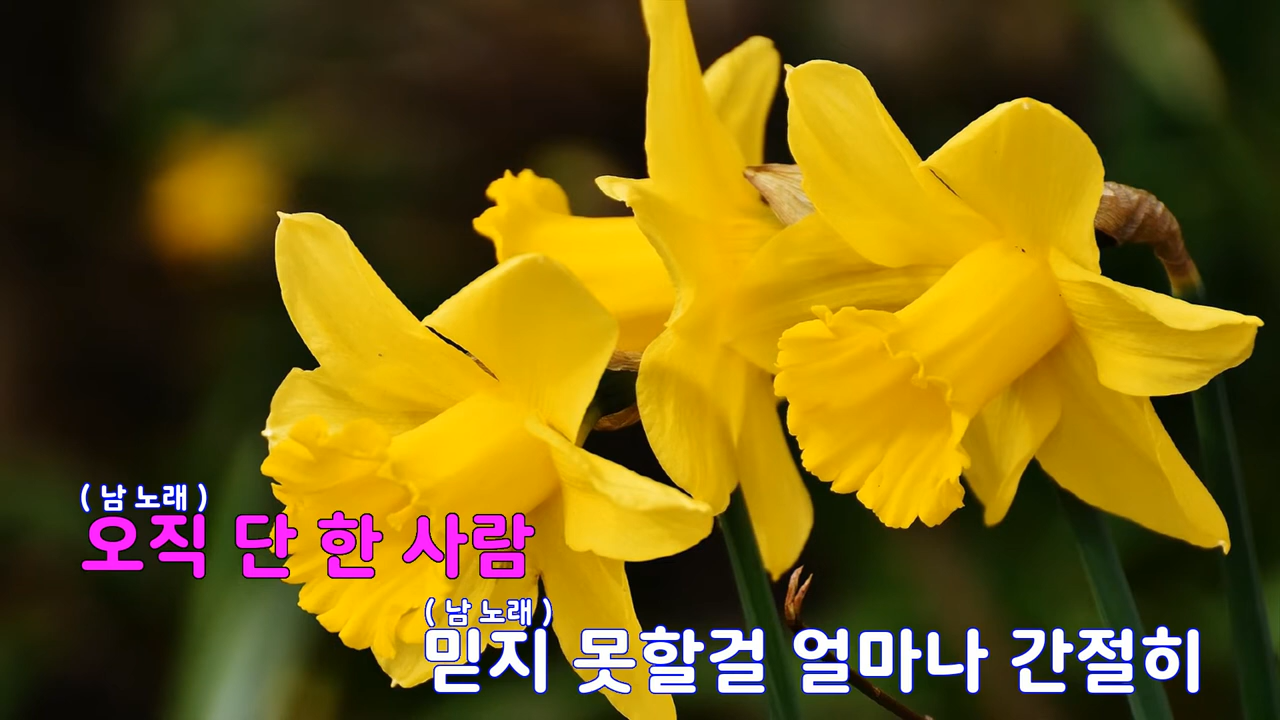 ( 남 노래 )
오직 단 한 사람
( 남 노래 )
믿지 못할걸 얼마나 간절히